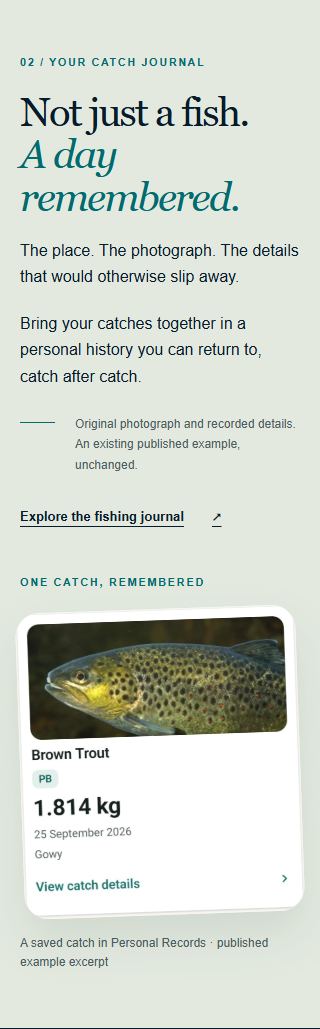 02 / YOUR CATCH JOURNAL
Not just a fish.
A day
remembered.
The place. The photograph. The details
that would otherwise slip away.
Bring your catches together in a
personal history you can return to,
catch after catch.
Original photograph and recorded details.
An existing published example,
unchanged.
Explore the fishing journal ↗
ONE CATCH, REMEMBERED
Brown Trout
PB
1.814 kg
25 September 2026
Gowy
View catch details ›
A saved catch in Personal Records · published
example excerpt